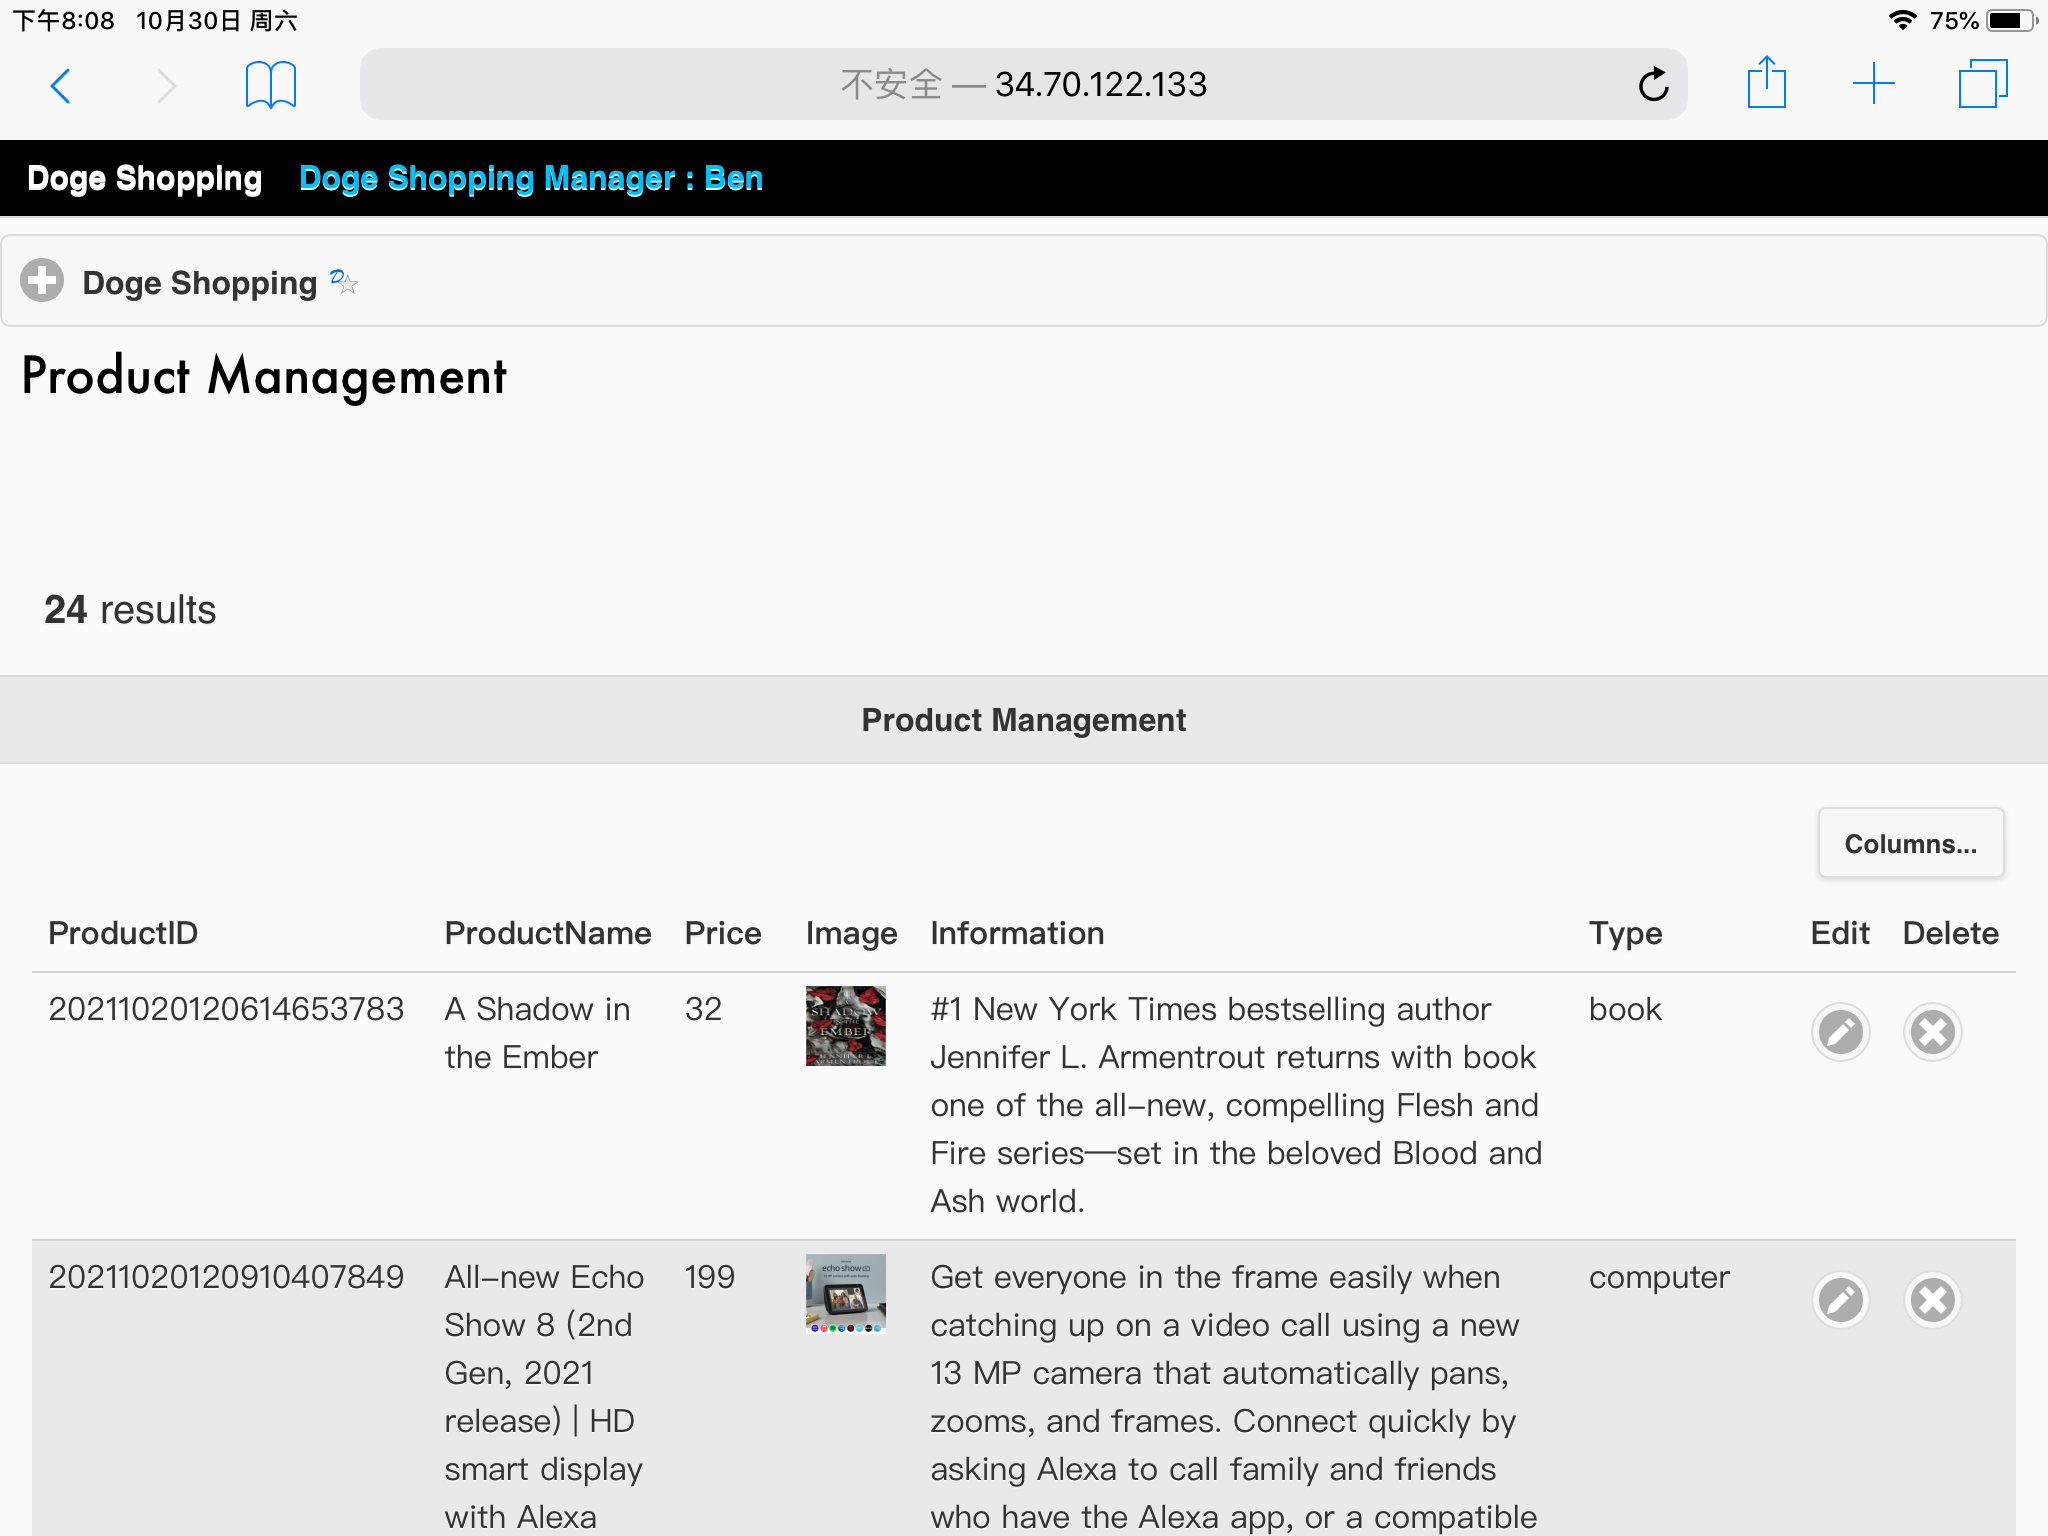 下午8:08 10月30日 周六 75%
不安全 — 34.70.122.133
Doge Shopping Doge Shopping Manager : Ben
Doge Shopping
Product Management
24 results
Product Management
Columns...
ProductID ProductName Price Image Information Type Edit Delete
20211020120614653783 A Shadow in 32 #1 New York Times bestselling author book
the Ember Jennifer L. Armentrout returns with book
one of the all-new, compelling Flesh and
Fire series—set in the beloved Blood and
Ash world.
SHADOW
EMBER
20211020120910407849 All-new Echo 199 Get everyone in the frame easily when computer
Show 8 (2nd catching up on a video call using a new
Gen, 2021 13 MP camera that automatically pans,
release) | HD zooms, and frames. Connect quickly by
smart display asking Alexa to call family and friends
with Alexa who have the Alexa app, or a compatible
echo show